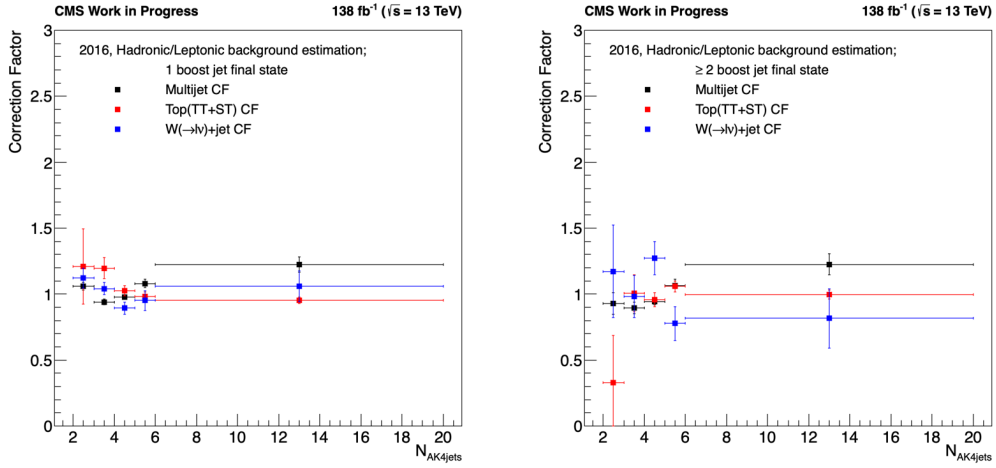 CMS Work in Progress 138 fb⁻¹ (√s = 13 TeV)
Correction Factor
3
2.5
2
1.5
1
0.5
0
2016, Hadronic/Leptonic background estimation;
1 boost jet final state
Multijet CF
Top(TT+ST) CF
W(→lν)+jet CF
2 4 6 8 10 12 14 16 18 20
N_AK4jets
CMS Work in Progress 138 fb⁻¹ (√s = 13 TeV)
Correction Factor
3
2.5
2
1.5
1
0.5
0
2016, Hadronic/Leptonic background estimation;
≥ 2 boost jet final state
Multijet CF
Top(TT+ST) CF
W(→lν)+jet CF
2 4 6 8 10 12 14 16 18 20
N_AK4jets